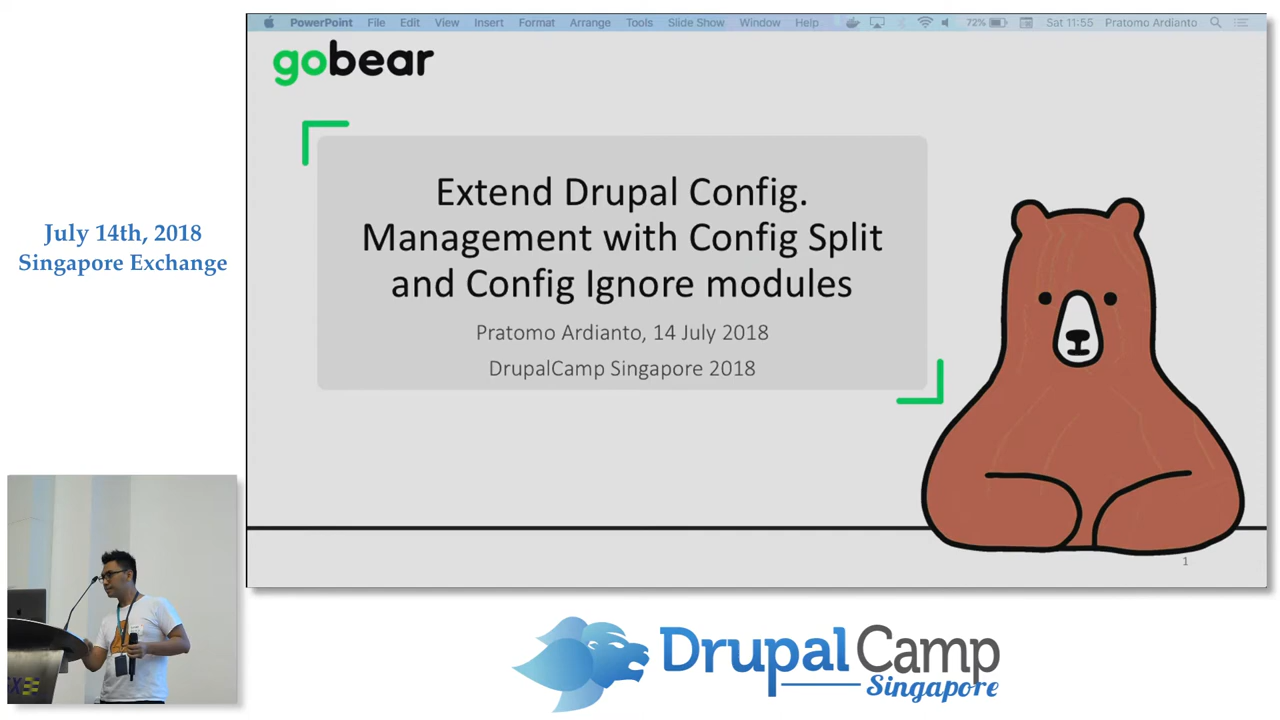 PowerPoint File Edit View Insert Format Arrange Tools Slide Show Window Help 72% Sat 11:55 Pratomo Ardianto
gobear
Extend Drupal Config.
Management with Config Split
and Config Ignore modules
Pratomo Ardianto, 14 July 2018
DrupalCamp Singapore 2018
1
July 14th, 2018
Singapore Exchange
DrupalCamp
Singapore